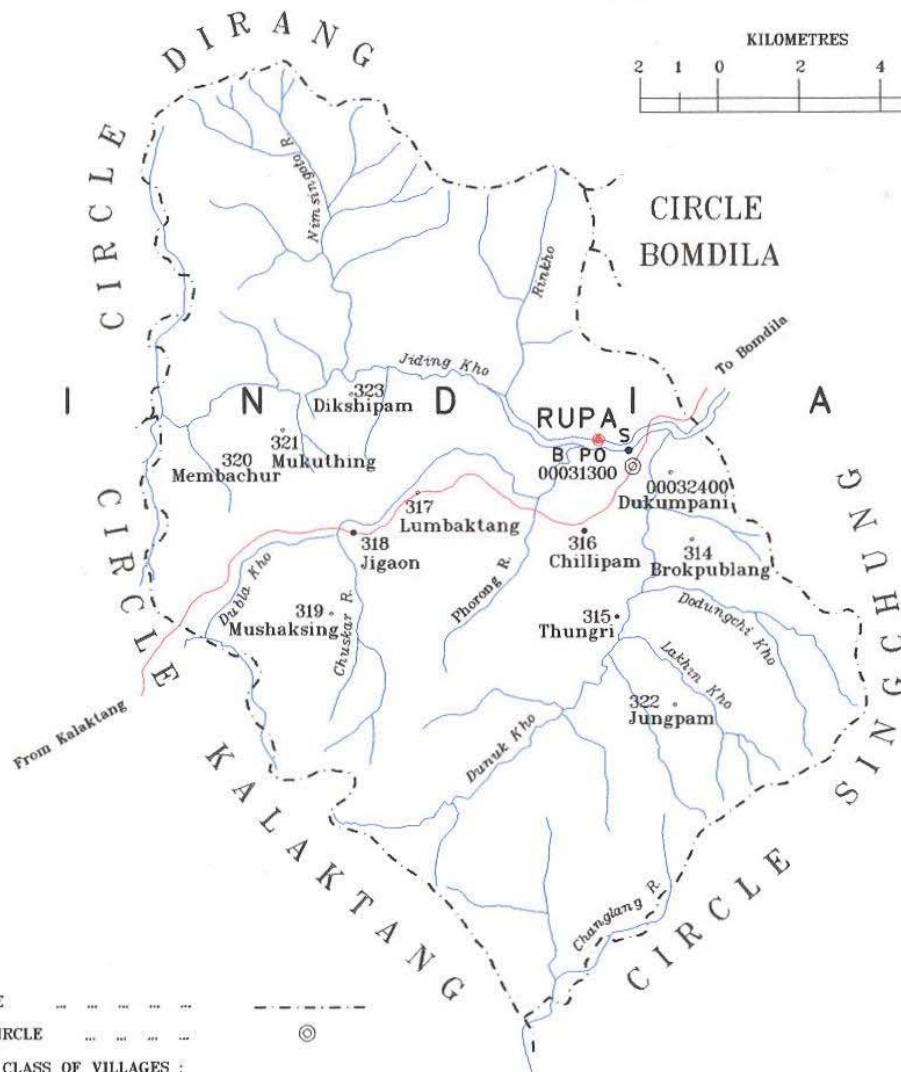 KILOMETRES
2 1 0 2 4
CIRCLE DIRANG
CIRCLE
BOMDILA
Nimsingoto R.
Rinkho
Jiding Kho
To Bomdila
I N D I A
323
Dikshipam
RUPA
S
B PO
00031300
321
Mukuthing
320
Membachur
00032400
Dukumpani
317
Lumbaktang
318
Jigaon
316
Chillipam
314
Brokpublang
Dubla Kho
319
Mushaksing
Chuskar R.
Phorong R.
315
Thungri
Dodungchi Kho
Lakhin Kho
322
Jungpam
Dunuk Kho
From Kalaktang
CIRCLE KALAKTANG
CIRCLE SINGCHUNG
Changlang R.
E ... ... ... ... ...
RCLE ... ... ... ...
CLASS OF VILLAGES :